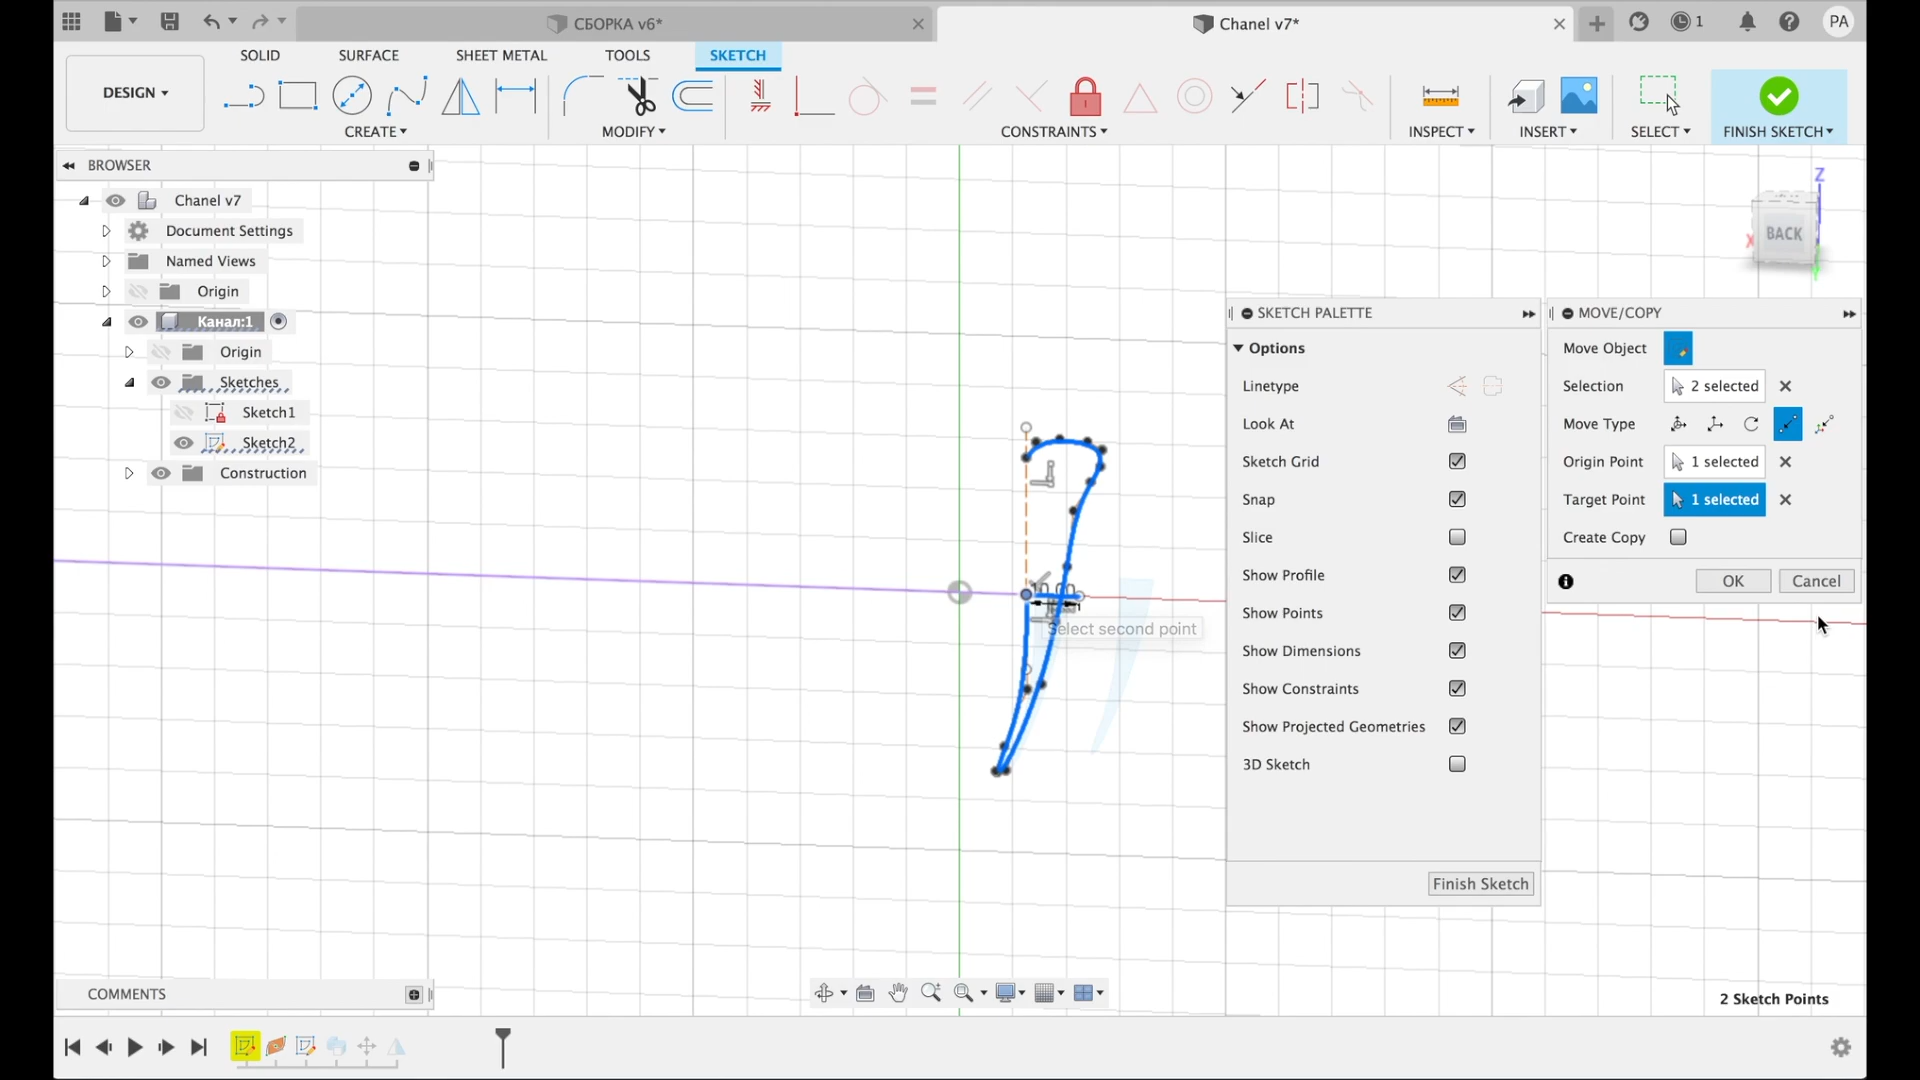 СБОРКА v6*
Chanel v7*
1
PA
SOLID
SURFACE
SHEET METAL
TOOLS
SKETCH
DESIGN
CREATE
MODIFY
CONSTRAINTS
INSPECT
INSERT
SELECT
FINISH SKETCH
BROWSER
Chanel v7
Document Settings
Named Views
Origin
Канал:1
Origin
Sketches
Sketch1
Sketch2
Construction
Z
X
BACK
SKETCH PALETTE
Options
Linetype
Look At
Sketch Grid
Snap
Slice
Show Profile
Show Points
Show Dimensions
Show Constraints
Show Projected Geometries
3D Sketch
Finish Sketch
MOVE/COPY
Move Object
Selection
2 selected
Move Type
Origin Point
1 selected
Target Point
1 selected
Create Copy
OK
Cancel
Select second point
COMMENTS
2 Sketch Points